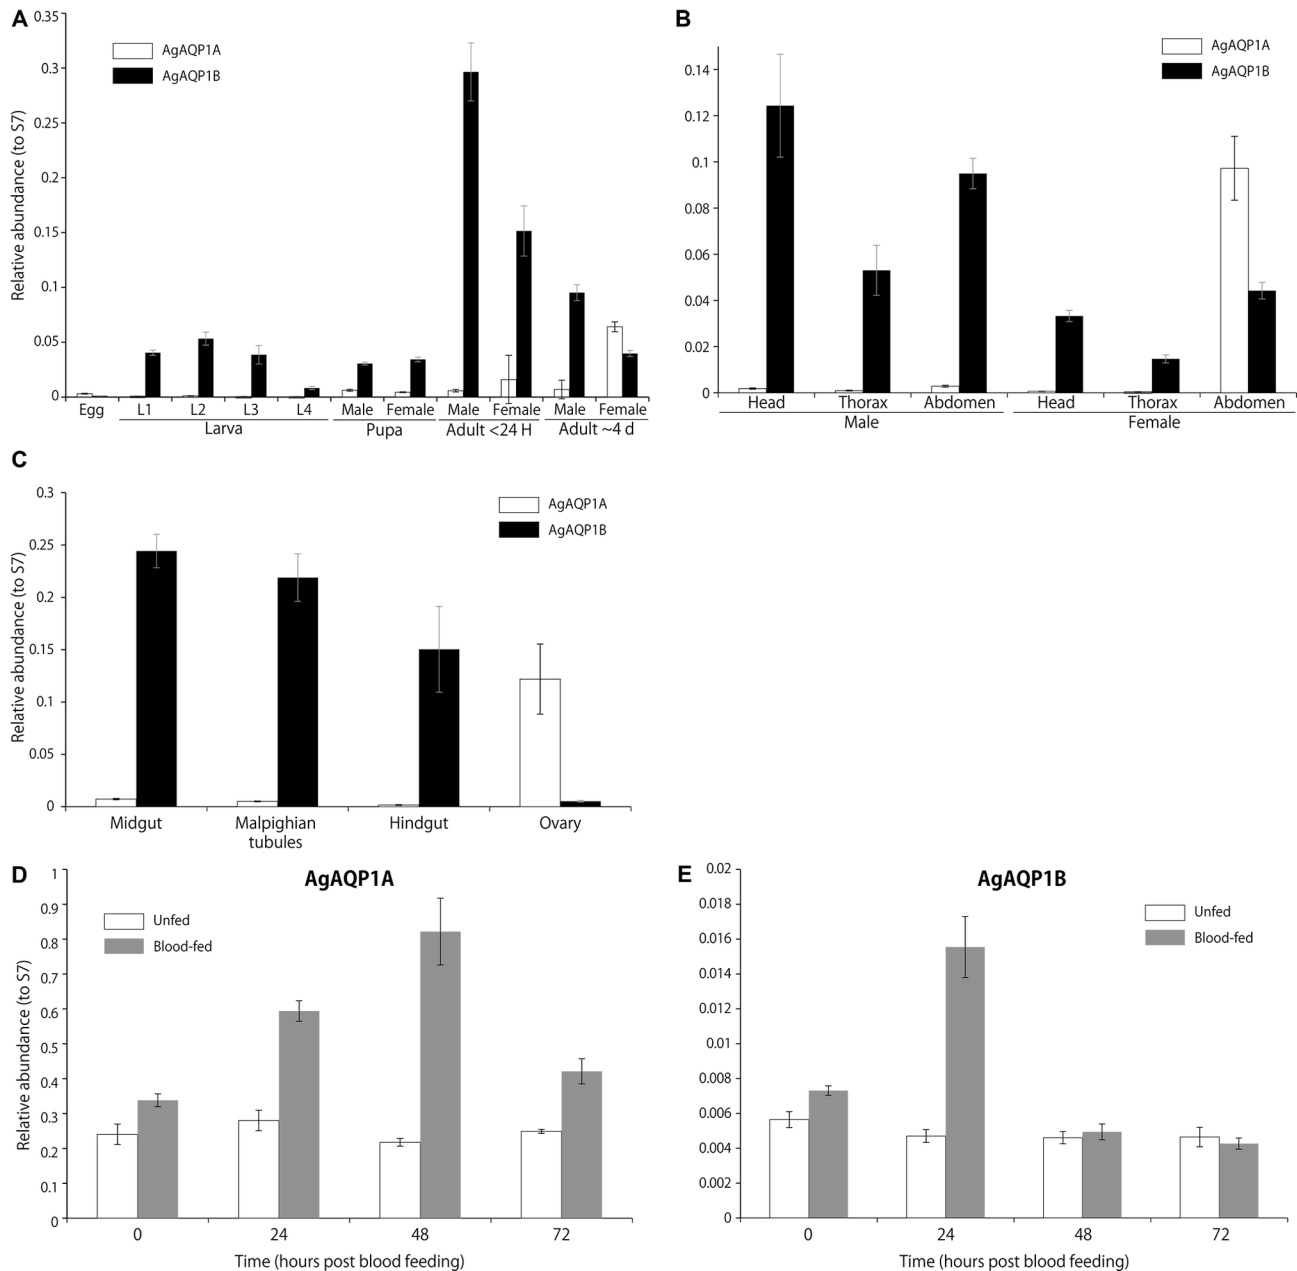 A
0.35
0.3
0.25
0.2
0.15
0.1
0.05
0
Relative abundance (to S7)
AgAQP1A
AgAQP1B
Egg L1 L2 L3 L4 Male Female Male Female Male Female
Larva Pupa Adult <24 H Adult ~4 d
B
0.14
0.12
0.1
0.08
0.06
0.04
0.02
0
AgAQP1A
AgAQP1B
Head Thorax Abdomen Head Thorax Abdomen
Male Female
C
0.3
0.25
0.2
0.15
0.1
0.05
0
Relative abundance (to S7)
AgAQP1A
AgAQP1B
Midgut Malpighian Hindgut Ovary
tubules
D
AgAQP1A
1
0.9
0.8
0.7
0.6
0.5
0.4
0.3
0.2
0.1
0
Relative abundance (to S7)
Unfed
Blood-fed
0 24 48 72
Time (hours post blood feeding)
E
AgAQP1B
0.02
0.018
0.016
0.014
0.012
0.01
0.008
0.006
0.004
0.002
0
Unfed
Blood-fed
0 24 48 72
Time (hours post blood feeding)